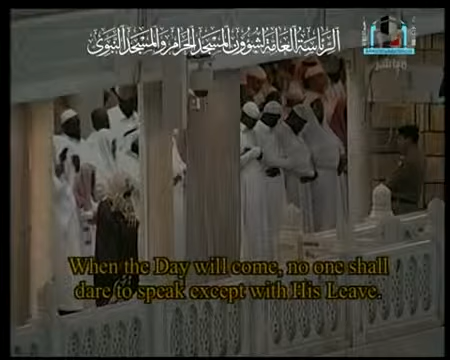 الرئاسة العامة لشؤون المسجد الحرام والمسجد النبوي
مباشر
When the Day will come, no one shall
dare to speak except with His Leave.